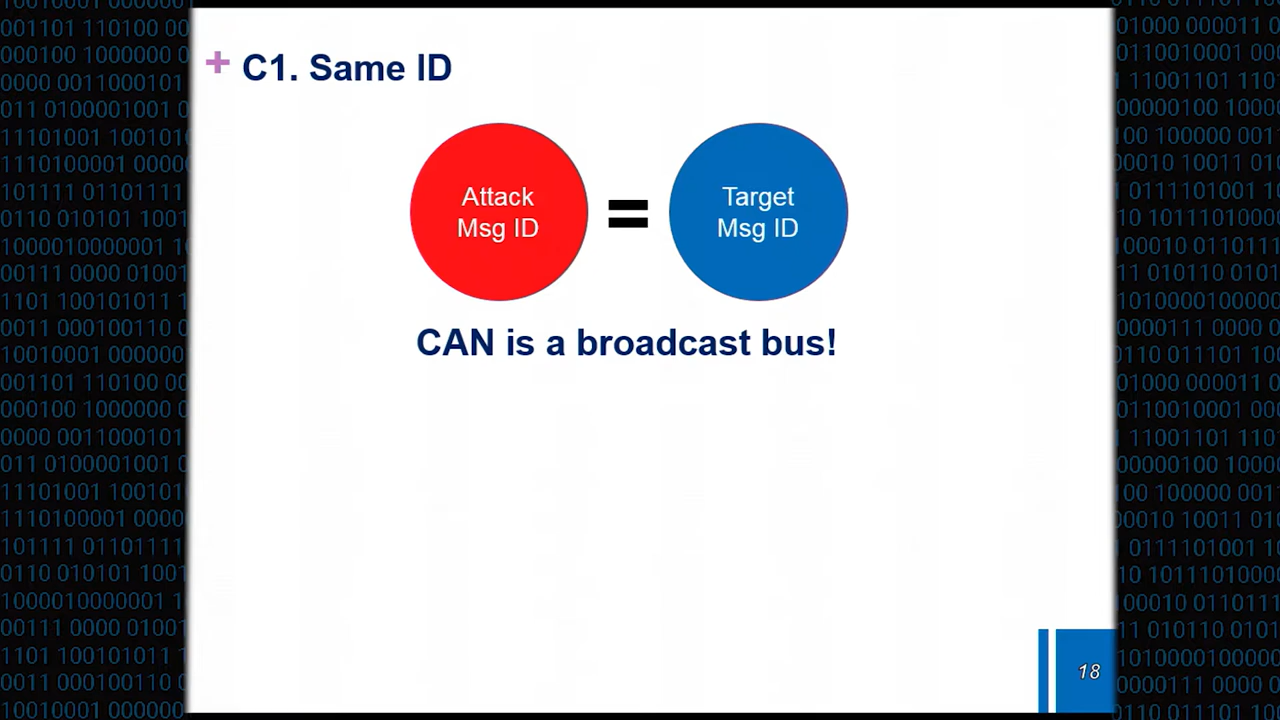 + C1. Same ID
Attack
Msg ID
=
Target
Msg ID
CAN is a broadcast bus!
18